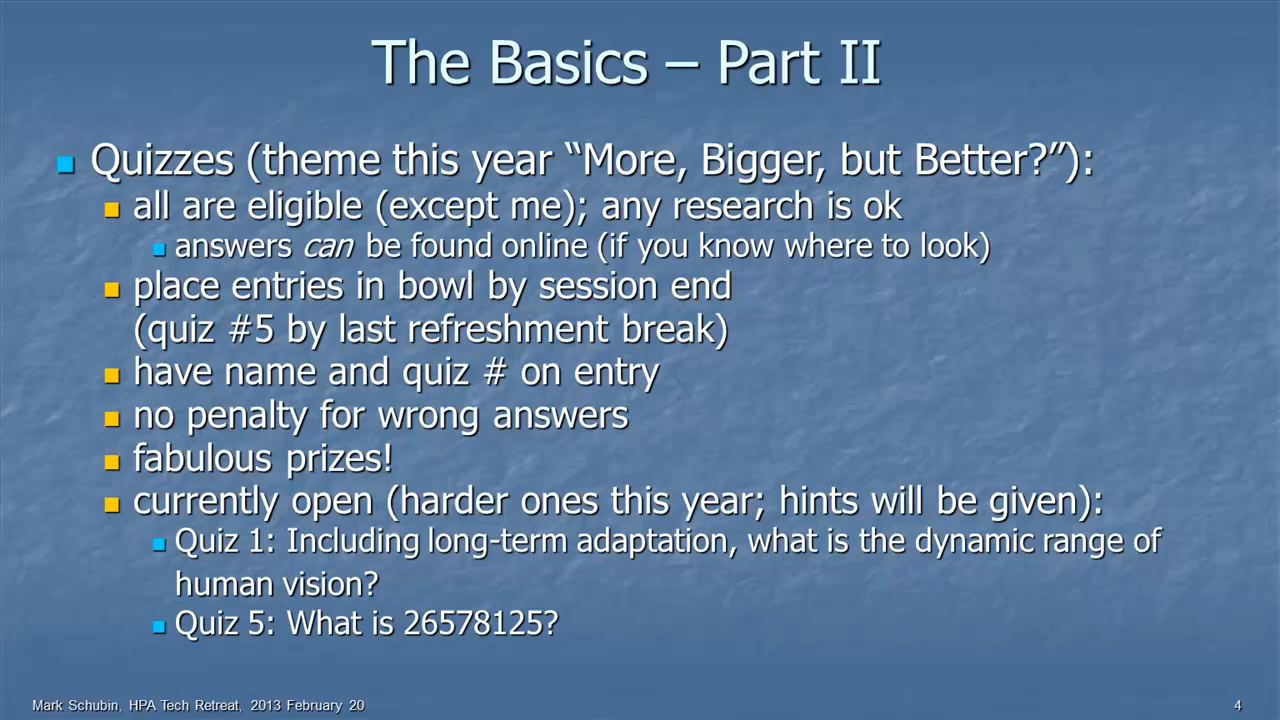 The Basics – Part II
Quizzes (theme this year “More, Bigger, but Better?”):
all are eligible (except me); any research is ok
answers can be found online (if you know where to look)
place entries in bowl by session end
(quiz #5 by last refreshment break)
have name and quiz # on entry
no penalty for wrong answers
fabulous prizes!
currently open (harder ones this year; hints will be given):
Quiz 1: Including long-term adaptation, what is the dynamic range of
human vision?
Quiz 5: What is 26578125?
Mark Schubin, HPA Tech Retreat, 2013 February 20
4